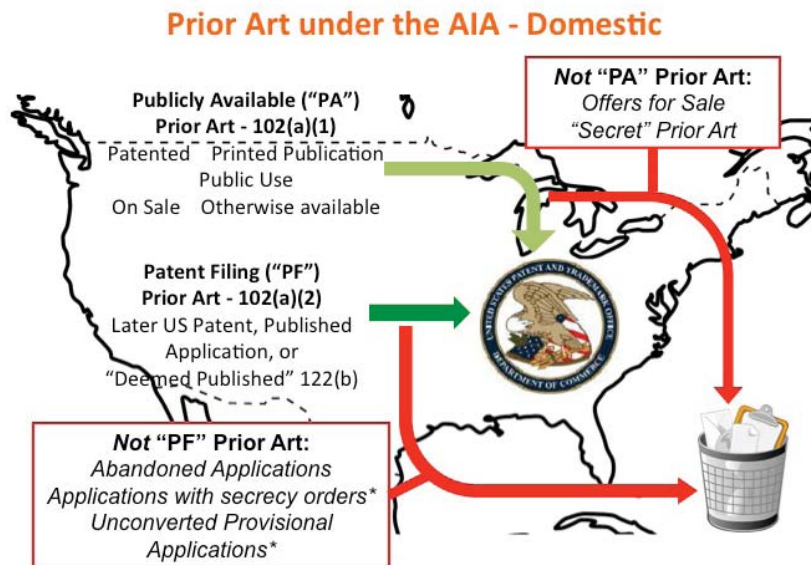 Prior Art under the AIA - Domestic
Publicly Available (“PA”)
Prior Art - 102(a)(1)
Patented Printed Publication
Public Use
On Sale Otherwise available
Not “PA” Prior Art:
Offers for Sale
“Secret” Prior Art
Patent Filing (“PF”)
Prior Art - 102(a)(2)
Later US Patent, Published
Application, or
“Deemed Published” 122(b)
UNITED STATES PATENT AND TRADEMARK OFFICE
DEPARTMENT OF COMMERCE
Not “PF” Prior Art:
Abandoned Applications
Applications with secrecy orders*
Unconverted Provisional
Applications*